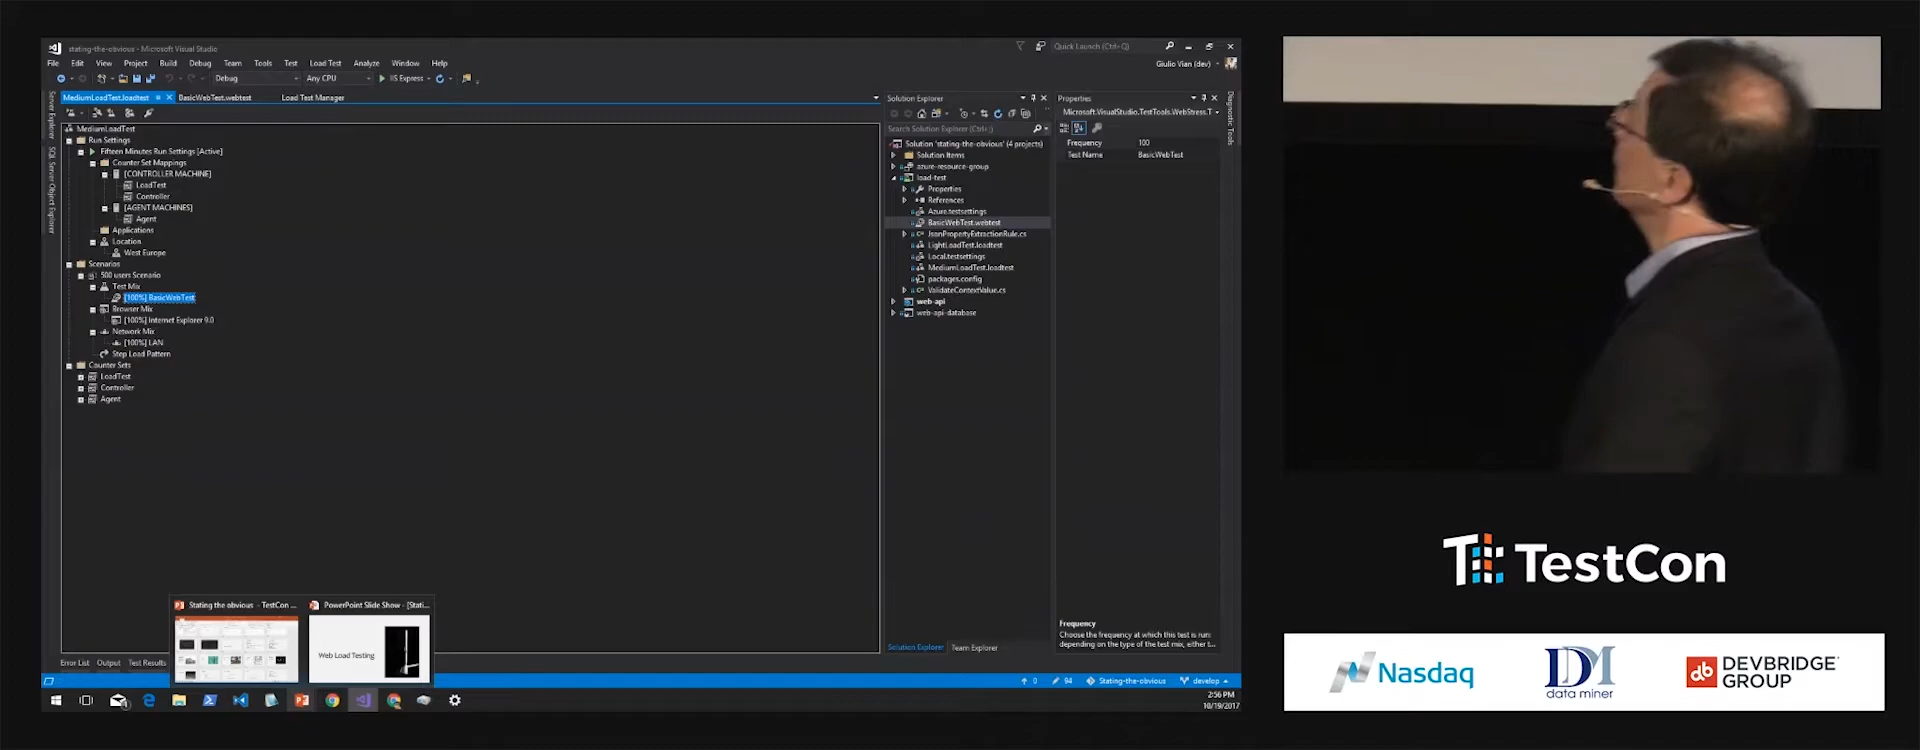 stating-the-obvious - Microsoft Visual Studio
Quick Launch (Ctrl+Q)
File Edit View Project Build Debug Team Tools Test Load Test Analyze Window Help
Giulio Vian (dev)
Debug Any CPU IIS Express
MediumLoadTest.loadtest BasicWebTest.webtest Load Test Manager
Server Explorer
SQL Server Object Explorer
MediumLoadTest
Run Settings
Fifteen Minutes Run Settings [Active]
Counter Set Mappings
[CONTROLLER MACHINE]
LoadTest
Controller
[AGENT MACHINES]
Agent
Applications
Location
West Europe
Scenarios
500 users Scenario
Test Mix
[100%] BasicWebTest
Browser Mix
[100%] Internet Explorer 9.0
Network Mix
[100%] LAN
Step Load Pattern
Counter Sets
LoadTest
Controller
Agent
Solution Explorer
Search Solution Explorer (Ctrl+;)
Solution 'stating-the-obvious' (4 projects)
Solution Items
azure-resource-group
load-test
Properties
References
Azure.testsettings
BasicWebTest.webtest
JsonPropertyExtractionRule.cs
LightLoadTest.loadtest
Local.testsettings
MediumLoadTest.loadtest
packages.config
ValidateContextValue.cs
web-api
web-api-database
Solution Explorer Team Explorer
Properties
Microsoft.VisualStudio.TestTools.WebStress.T
Frequency 100
Test Name BasicWebTest
Frequency
Choose the frequency at which this test is run:
depending on the type of the test mix, either t...
Diagnostic Tools
Stating the obvious - TestCon ...
PowerPoint Slide Show - [Stati...
Web Load Testing
Error List Output Test Results
0 94 Stating-the-obvious develop
2:56 PM
10/19/2017
TestCon
Nasdaq
DM
data miner
db
DEVBRIDGE
GROUP